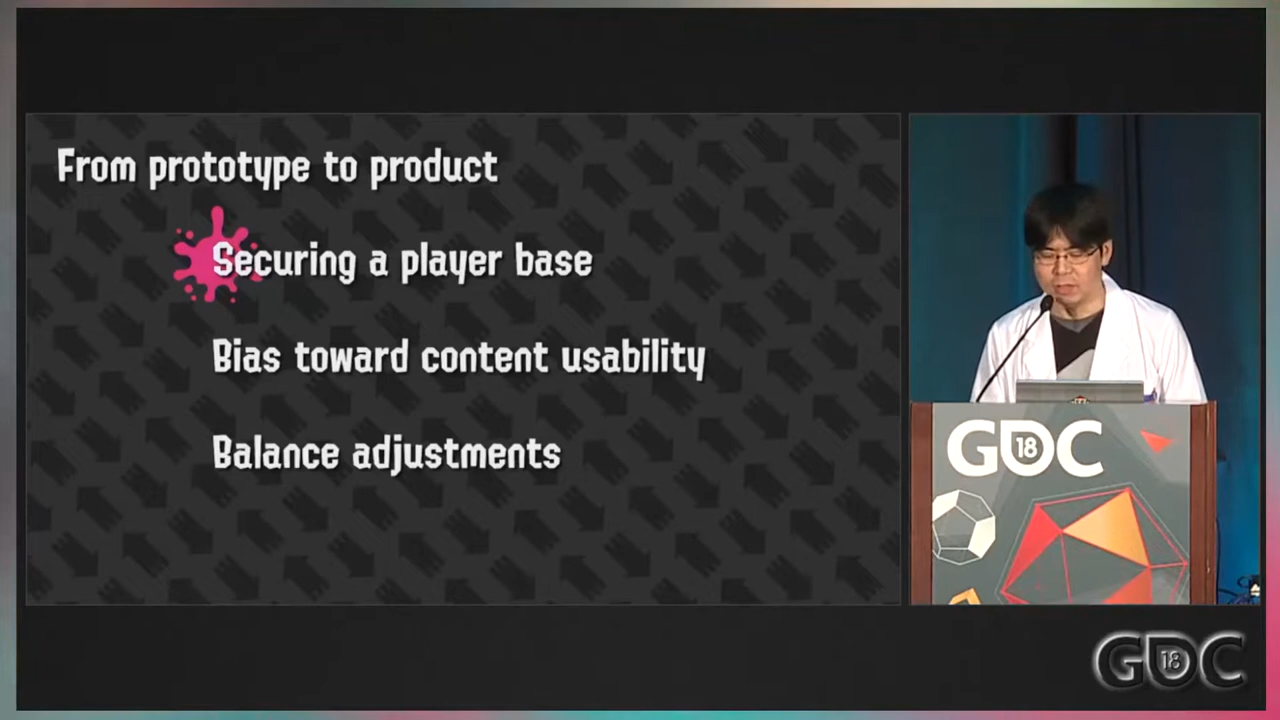 From prototype to product
Securing a player base
Bias toward content usability
Balance adjustments
GDC
18
GDC
18